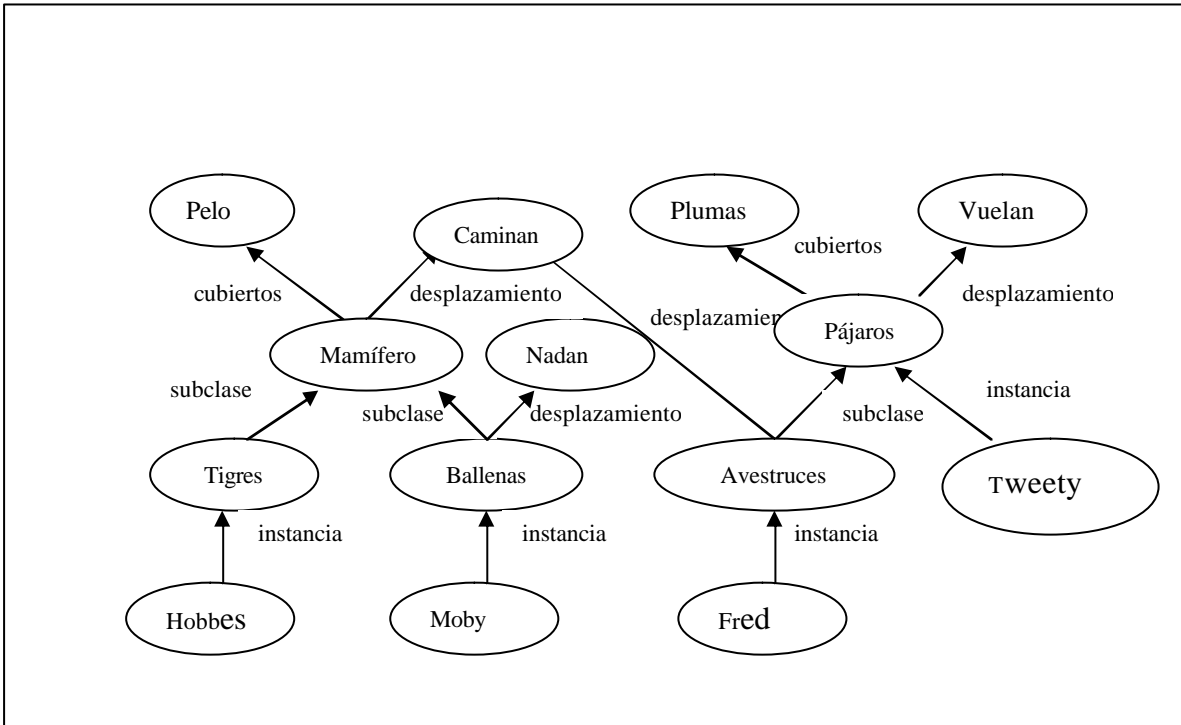 Pelo
Caminan
Plumas
Vuelan
cubiertos
cubiertos
desplazamiento
desplazamiento
desplazamien
Mamífero
Nadan
Pájaros
subclase
subclase
desplazamiento
subclase
instancia
Tigres
Ballenas
Avestruces
Tweety
instancia
instancia
instancia
Hobbes
Moby
Fred